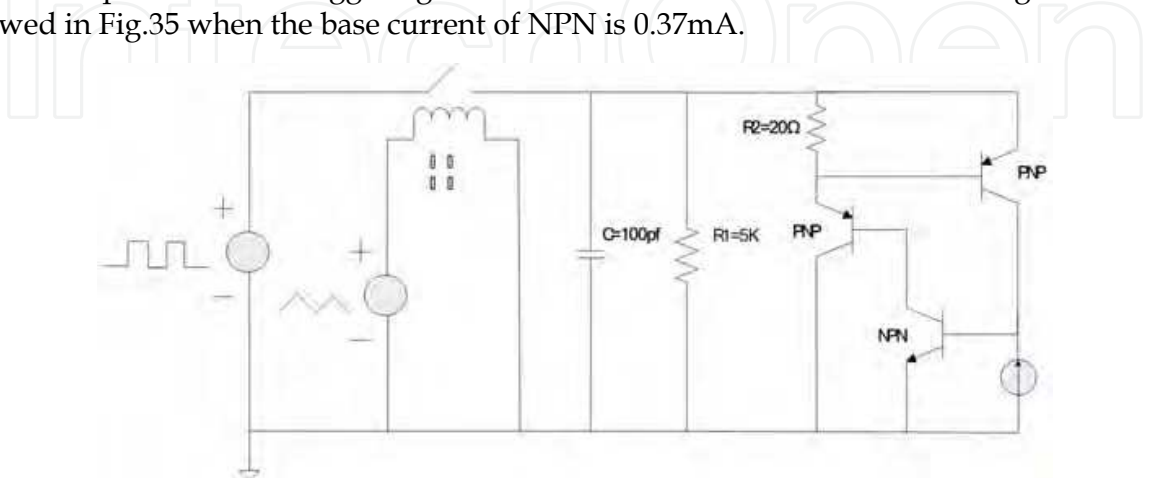 wed in Fig.35 when the base current of NPN is 0.37mA.
R2=20Ω
PNP
C=100pf
R1=5K
PNP
NPN